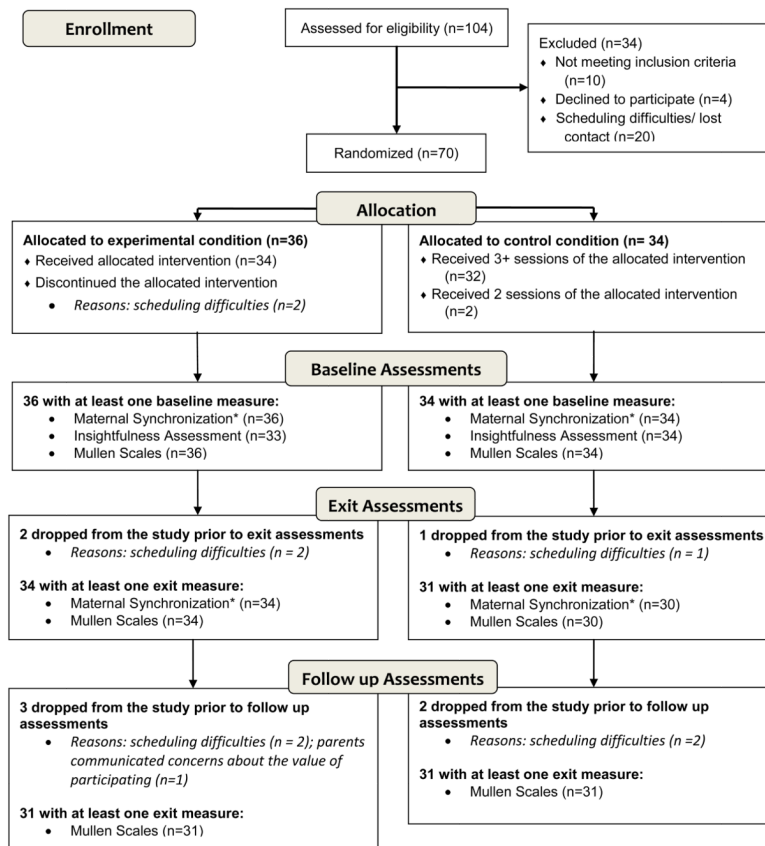 Enrollment
Assessed for eligibility (n=104)
Excluded (n=34)
♦ Not meeting inclusion criteria
(n=10)
♦ Declined to participate (n=4)
♦ Scheduling difficulties/ lost
contact (n=20)
Randomized (n=70)
Allocation
Allocated to experimental condition (n=36)
♦ Received allocated intervention (n=34)
♦ Discontinued the allocated intervention
• Reasons: scheduling difficulties (n=2)
Allocated to control condition (n= 34)
♦ Received 3+ sessions of the allocated intervention
(n=32)
♦ Received 2 sessions of the allocated intervention
(n=2)
Baseline Assessments
36 with at least one baseline measure:
• Maternal Synchronization* (n=36)
• Insightfulness Assessment (n=33)
• Mullen Scales (n=36)
34 with at least one baseline measure:
• Maternal Synchronization* (n=34)
• Insightfulness Assessment (n=34)
• Mullen Scales (n=34)
Exit Assessments
2 dropped from the study prior to exit assessments
• Reasons: scheduling difficulties (n = 2)
34 with at least one exit measure:
• Maternal Synchronization* (n=34)
• Mullen Scales (n=34)
1 dropped from the study prior to exit assessments
• Reasons: scheduling difficulties (n = 1)
31 with at least one exit measure:
• Maternal Synchronization* (n=30)
• Mullen Scales (n=30)
Follow up Assessments
3 dropped from the study prior to follow up
assessments
• Reasons: scheduling difficulties (n = 2); parents
communicated concerns about the value of
participating (n=1)
31 with at least one exit measure:
• Mullen Scales (n=31)
2 dropped from the study prior to follow up
assessments
• Reasons: scheduling difficulties (n =2)
31 with at least one exit measure:
• Mullen Scales (n=31)